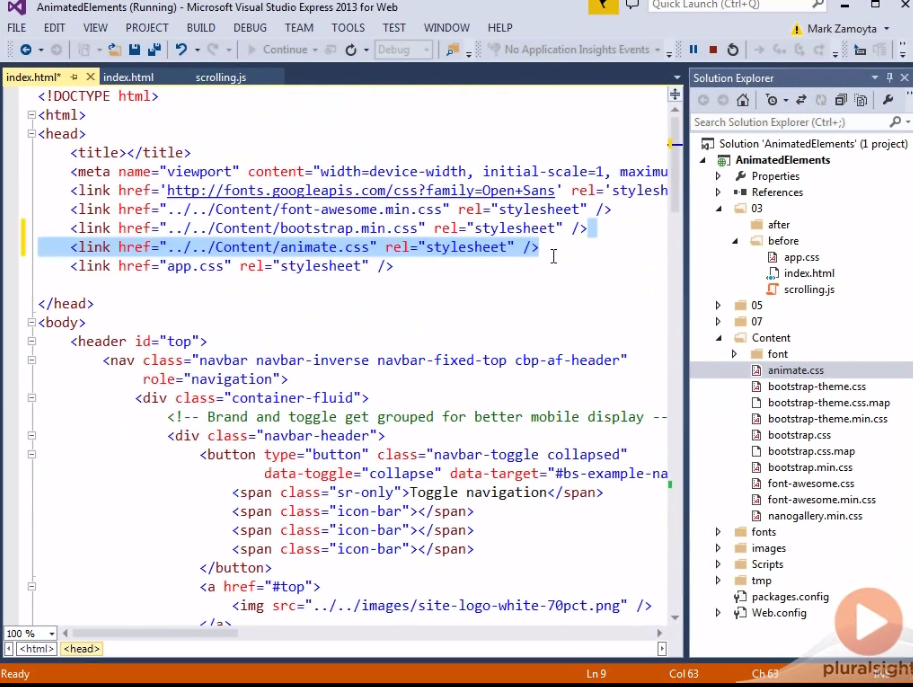 AnimatedElements (Running) - Microsoft Visual Studio Express 2013 for Web
Quick Launch (Ctrl+Q)
FILE EDIT VIEW PROJECT BUILD DEBUG TEAM TOOLS TEST WINDOW HELP
Mark Zamoyta
Continue Debug No Application Insights Events
index.html* index.html scrolling.js
<!DOCTYPE html>
<html>
<head>
<title></title>
<meta name="viewport" content="width=device-width, initial-scale=1, maximu
<link href='http://fonts.googleapis.com/css?family=Open+Sans' rel='stylesh
<link href="../../Content/font-awesome.min.css" rel="stylesheet" />
<link href="../../Content/bootstrap.min.css" rel="stylesheet" />
<link href="../../Content/animate.css" rel="stylesheet" />
<link href="app.css" rel="stylesheet" />
</head>
<body>
<header id="top">
<nav class="navbar navbar-inverse navbar-fixed-top cbp-af-header"
role="navigation">
<div class="container-fluid">
<!-- Brand and toggle get grouped for better mobile display --
<div class="navbar-header">
<button type="button" class="navbar-toggle collapsed"
data-toggle="collapse" data-target="#bs-example-na
<span class="sr-only">Toggle navigation</span>
<span class="icon-bar"></span>
<span class="icon-bar"></span>
<span class="icon-bar"></span>
</button>
<a href="#top">
<img src="../../images/site-logo-white-70pct.png" />
</a>
100 %
<html> <head>
Solution Explorer
Search Solution Explorer (Ctrl+;)
Solution 'AnimatedElements' (1 project)
AnimatedElements
Properties
References
03
after
before
app.css
index.html
scrolling.js
05
07
Content
font
animate.css
bootstrap-theme.css
bootstrap-theme.css.map
bootstrap-theme.min.css
bootstrap.css
bootstrap.css.map
bootstrap.min.css
font-awesome.css
font-awesome.min.css
nanogallery.min.css
fonts
images
Scripts
tmp
packages.config
Web.config
pluralsight
Ready Ln 9 Col 63 Ch 63